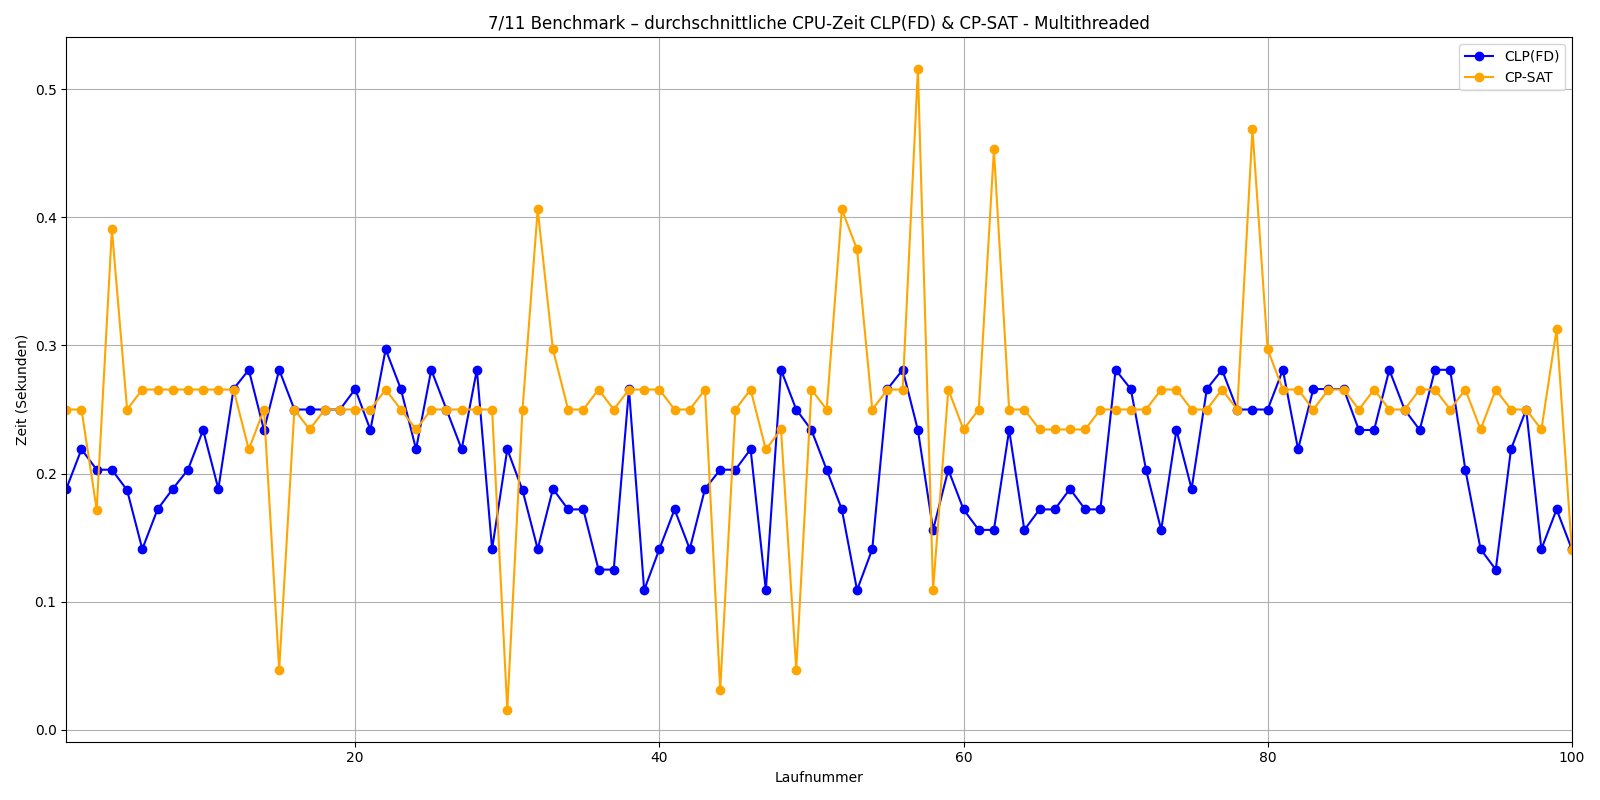 7/11 Benchmark – durchschnittliche CPU-Zeit CLP(FD) & CP-SAT - Multithreaded
CLP(FD)
CP-SAT
Zeit (Sekunden)
0.5
0.4
0.3
0.2
0.1
0.0
20 40 60 80 100
Laufnummer